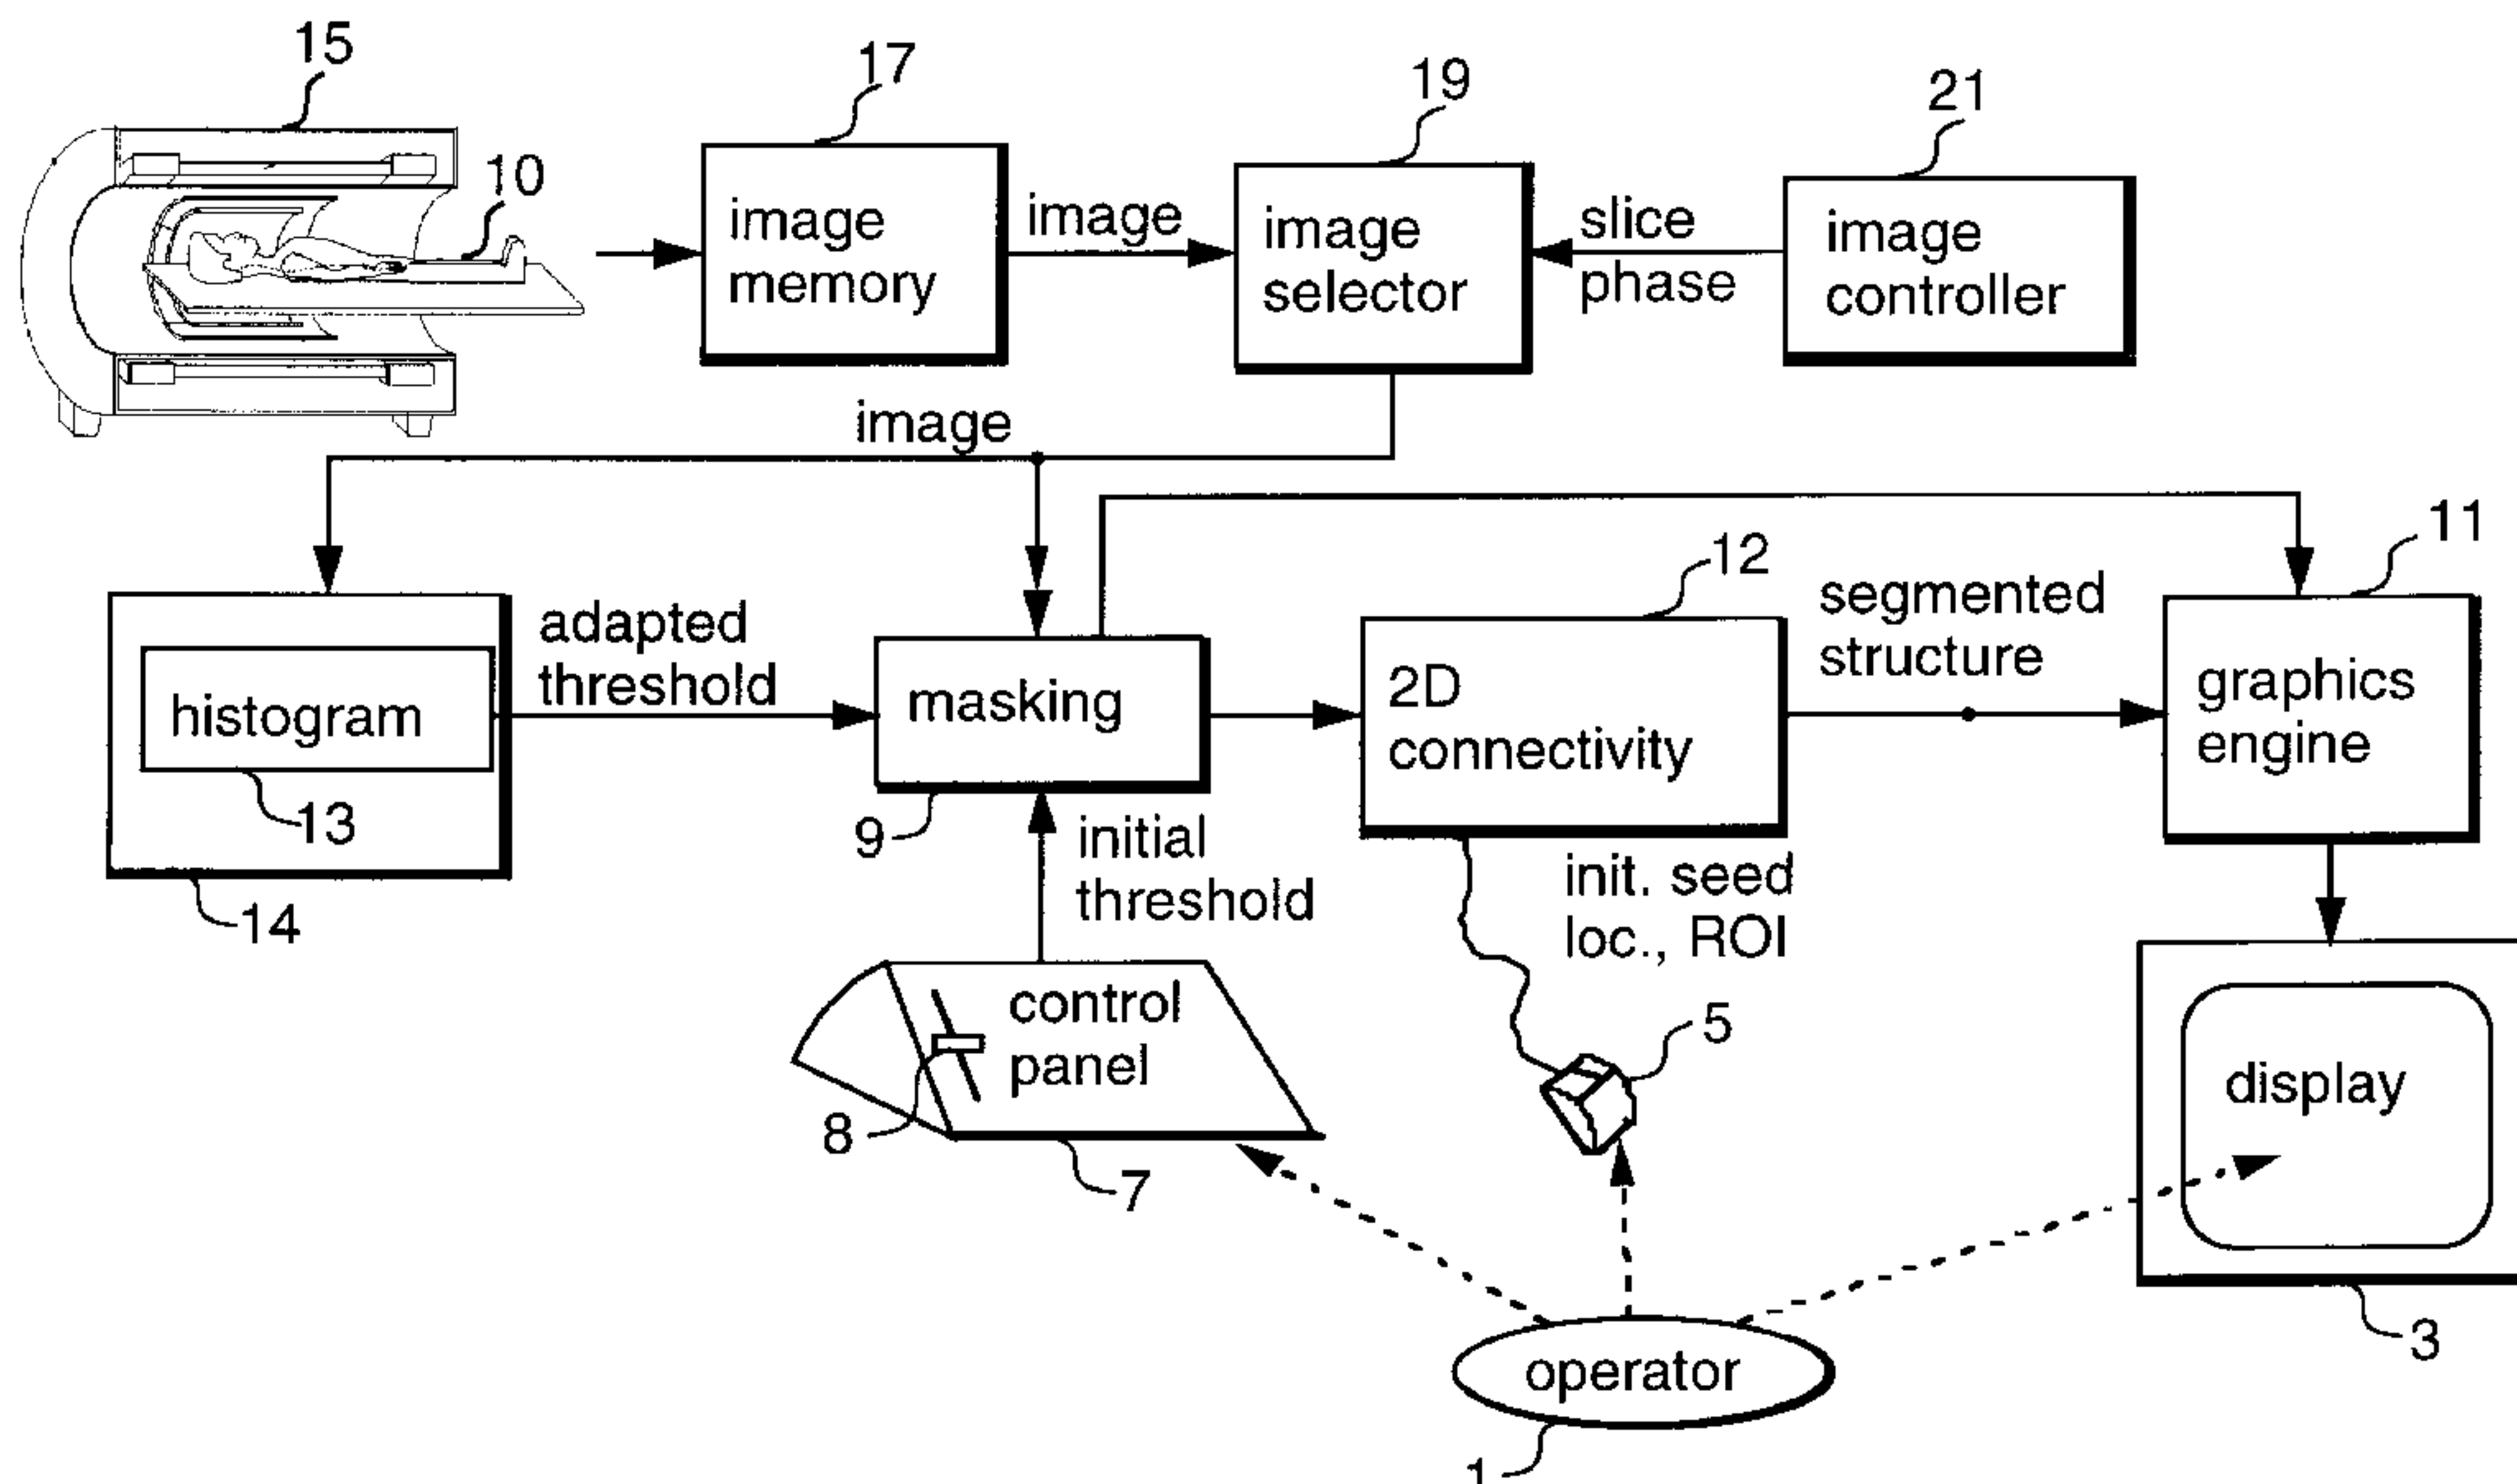 15
17
19
21
10
image
memory
image
image
selector
slice
phase
image
controller
image
11
12
adapted
threshold
segmented
structure
histogram
masking
2D
connectivity
graphics
engine
13
9
14
initial
threshold
init. seed
loc., ROI
control
panel
5
display
8
7
operator
3
1